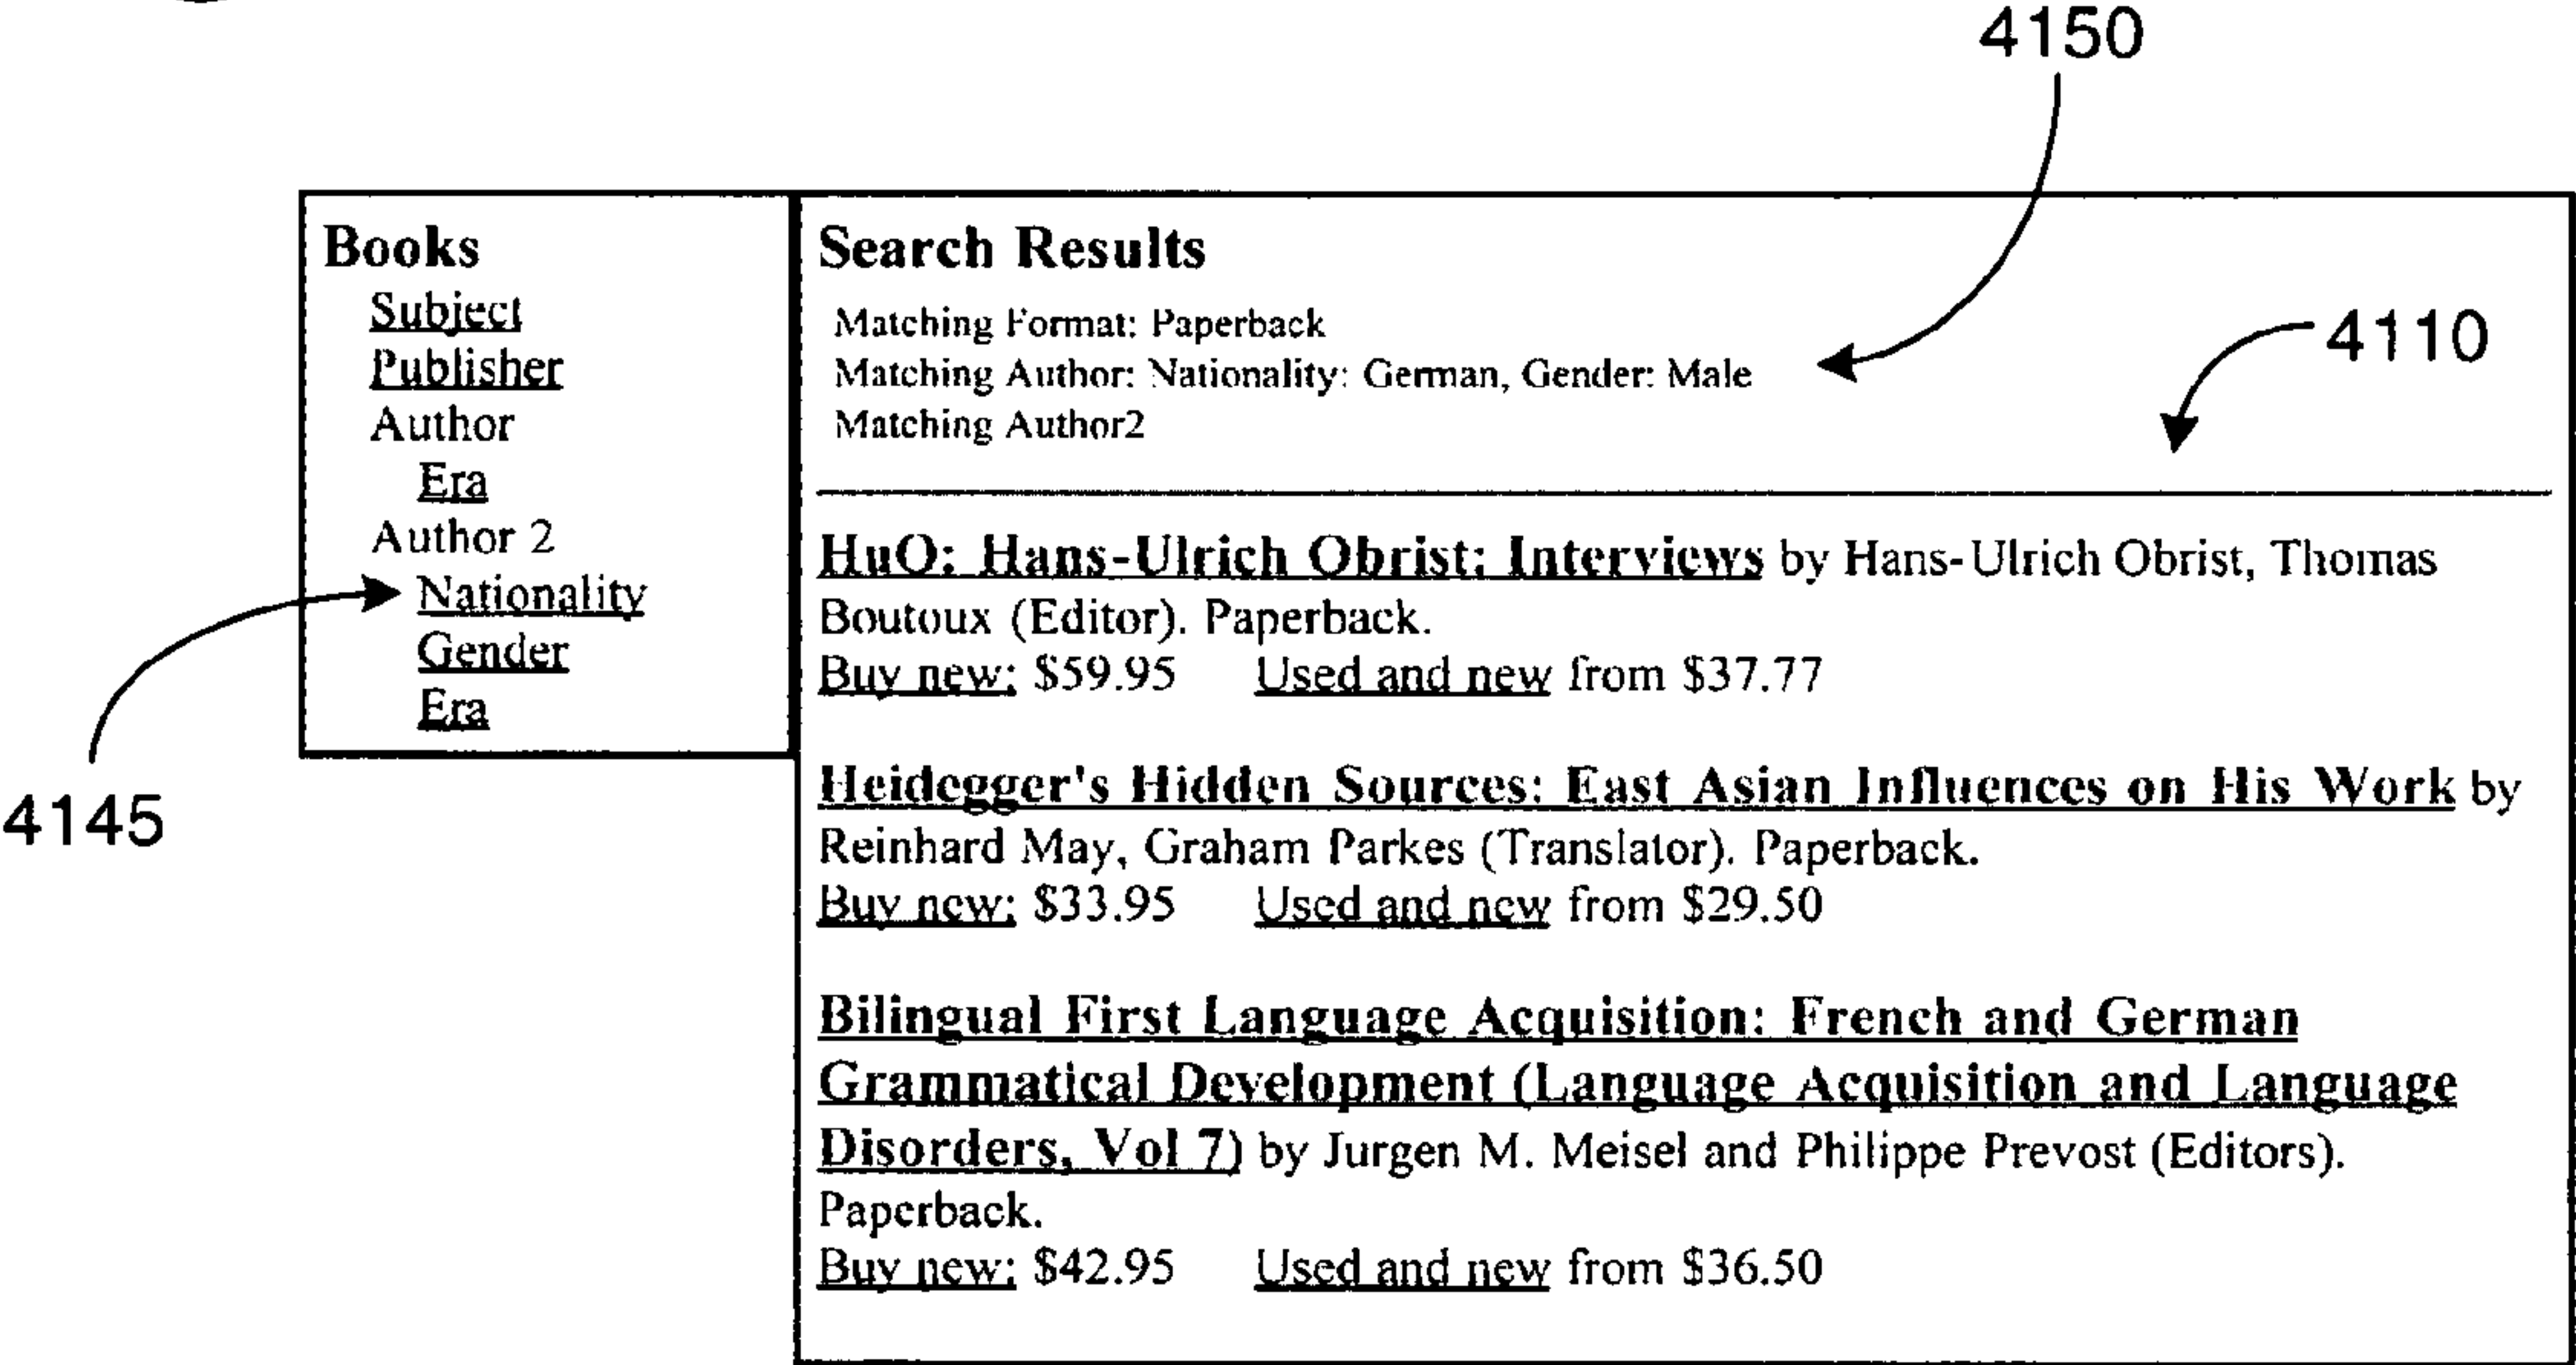 4150
Books
Subject
Publisher
Author
Era
Author 2
Nationality
Gender
Era
4145
Search Results
Matching Format: Paperback
Matching Author: Nationality: German, Gender: Male
Matching Author2
4110
HuO: Hans-Ulrich Obrist: Interviews by Hans-Ulrich Obrist, Thomas
Boutoux (Editor). Paperback.
Buy new: $59.95 Used and new from $37.77
Heidegger's Hidden Sources: East Asian Influences on His Work by
Reinhard May, Graham Parkes (Translator). Paperback.
Buy new: $33.95 Used and new from $29.50
Bilingual First Language Acquisition: French and German
Grammatical Development (Language Acquisition and Language
Disorders, Vol 7) by Jurgen M. Meisel and Philippe Prevost (Editors).
Paperback.
Buy new: $42.95 Used and new from $36.50